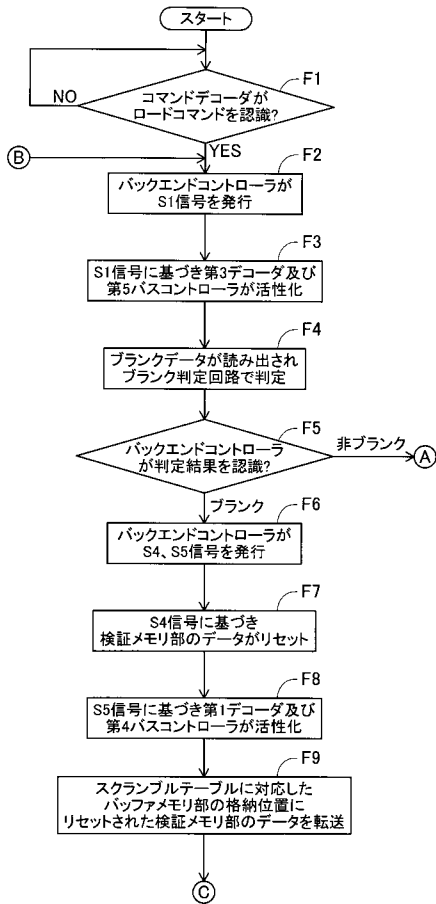 スタート
F1
コマンドデコーダが
ロードコマンドを認識?
NO
YES
B
F2
バックエンドコントローラが
S1信号を発行
F3
S1信号に基づき第3デコーダ及び
第5バスコントローラが活性化
F4
ブランクデータが読み出され
ブランク判定回路で判定
F5
バックエンドコントローラ
が判定結果を認識?
非ブランク
A
ブランク
F6
バックエンドコントローラが
S4、S5信号を発行
F7
S4信号に基づき
検証メモリ部のデータがリセット
F8
S5信号に基づき第1デコーダ及び
第4バスコントローラが活性化
F9
スクランブルテーブルに対応した
バッファメモリ部の格納位置に
リセットされた検証メモリ部のデータを転送
C